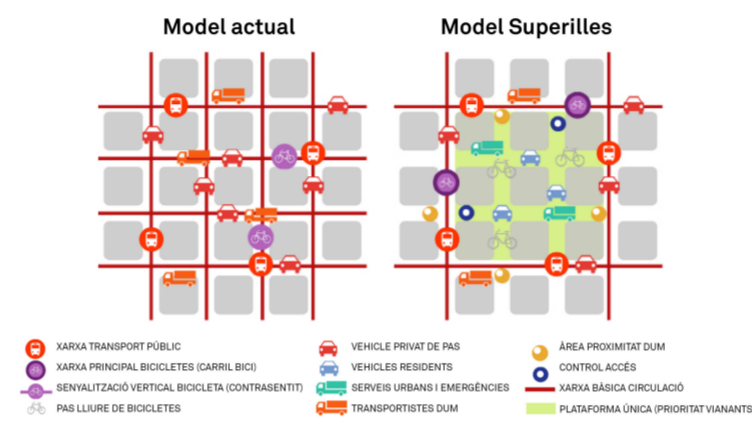 Model actual
Model Superilles
XARXA TRANSPORT PÚBLIC
XARXA PRINCIPAL BICICLETES (CARRIL BICI)
SENYALITZACIÓ VERTICAL BICICLETA (CONTRASENTIT)
PAS LLIURE DE BICICLETES
VEHICLE PRIVAT DE PAS
VEHICLES RESIDENTS
SERVEIS URBANS I EMERGÈNCIES
TRANSPORTISTES DUM
ÀREA PROXIMITAT DUM
CONTROL ACCÉS
XARXA BÀSICA CIRCULACIÓ
PLATAFORMA ÚNICA (PRIORITAT VIANANTS